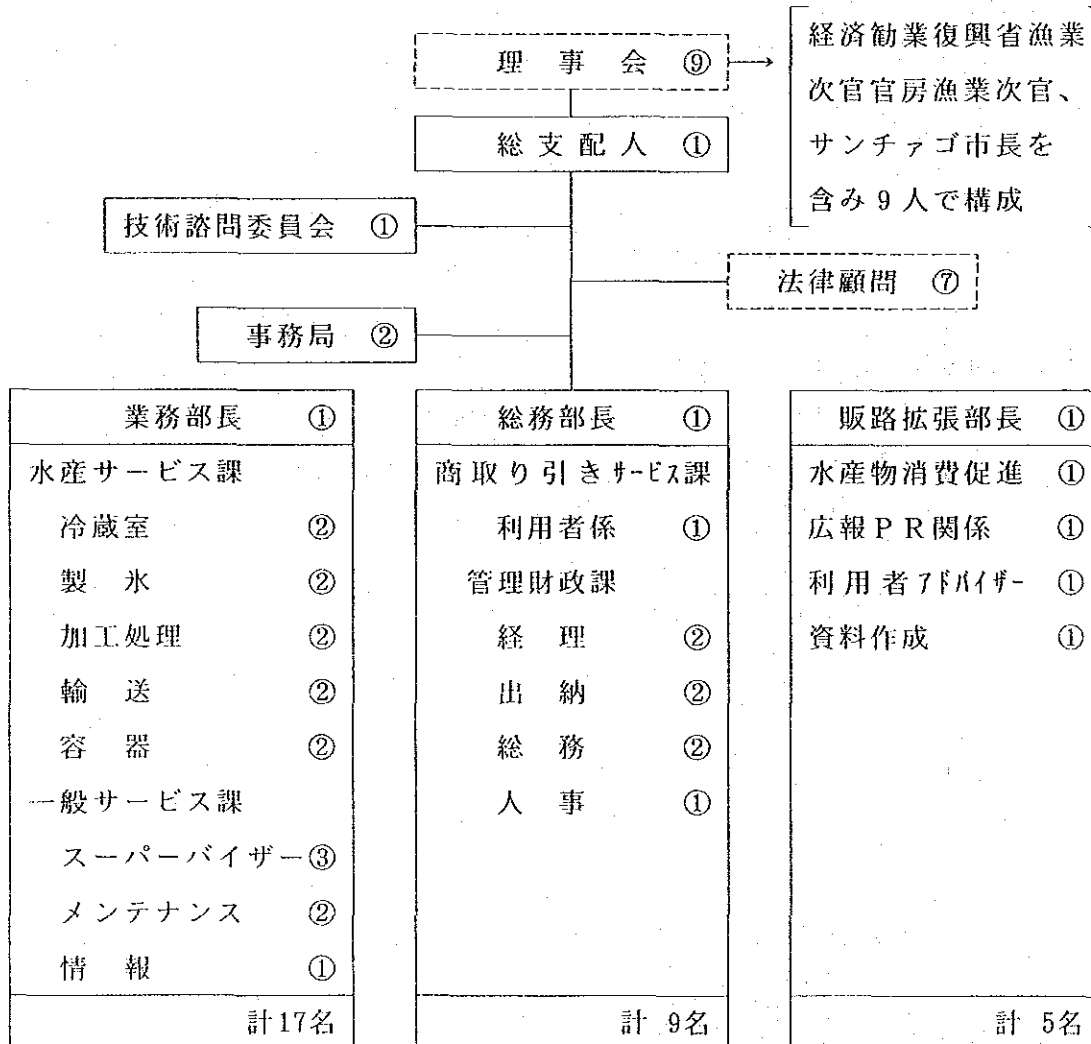 理事会 ⑨
経済勧業復興省漁業
次官官房漁業次官、
サンチァゴ市長を
含み9人で構成
総支配人 ①
技術諮問委員会 ①
法律顧問 ⑦
事務局 ②
業務部長 ①
水産サービス課
冷蔵室 ②
製氷 ②
加工処理 ②
輸送 ②
容器 ②
一般サービス課
スーパーバイザー③
メンテナンス ②
情報 ①
計17名
総務部長 ①
商取り引きサービス課
利用者係 ①
管理財政課
経理 ②
出納 ②
総務 ②
人事 ①
計 9名
販路拡張部長 ①
水産物消費促進 ①
広報PR関係 ①
利用者アドバイザー ①
資料作成 ①
計 5名